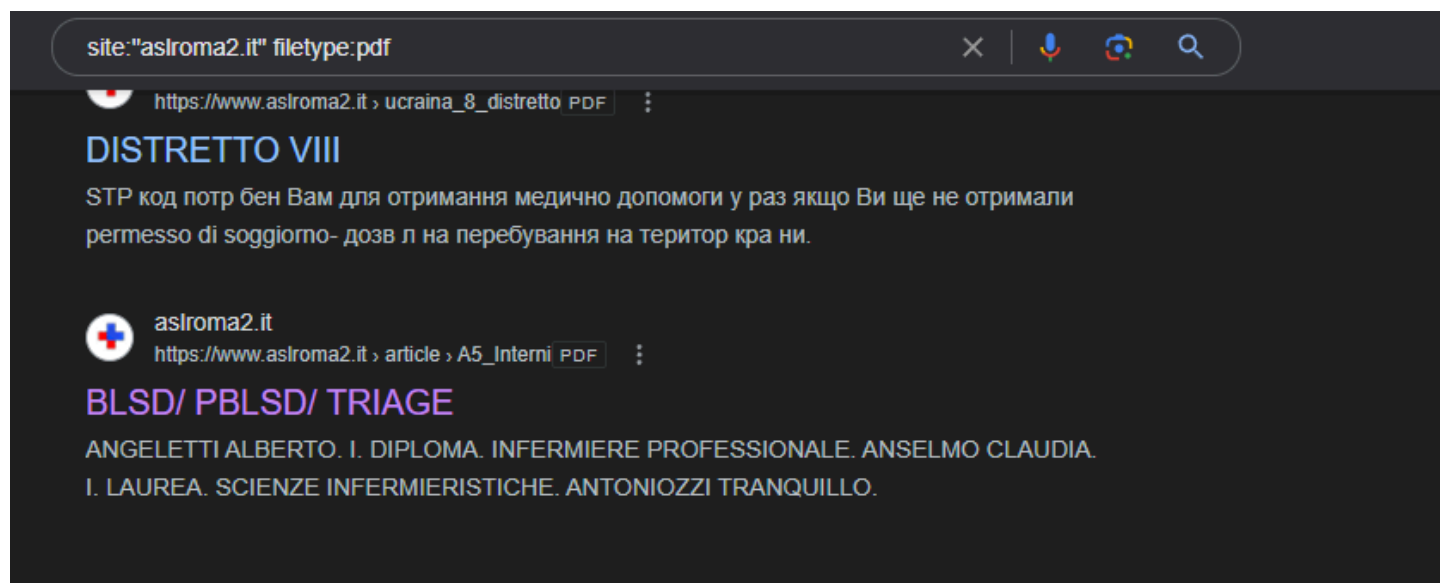 site:"aslroma2.it" filetype:pdf
https://www.aslroma2.it › ucraina_8_distretto PDF
DISTRETTO VIII
STP код потр бен Вам для отримання медично допомоги у раз якщо Ви ще не отримали
permesso di soggiorno- дозв л на перебування на територ кра ни.
aslroma2.it
https://www.aslroma2.it › article › A5_Interni PDF
BLSD/ PBLSD/ TRIAGE
ANGELETTI ALBERTO. I. DIPLOMA. INFERMIERE PROFESSIONALE. ANSELMO CLAUDIA.
I. LAUREA. SCIENZE INFERMIERISTICHE. ANTONIOZZI TRANQUILLO.